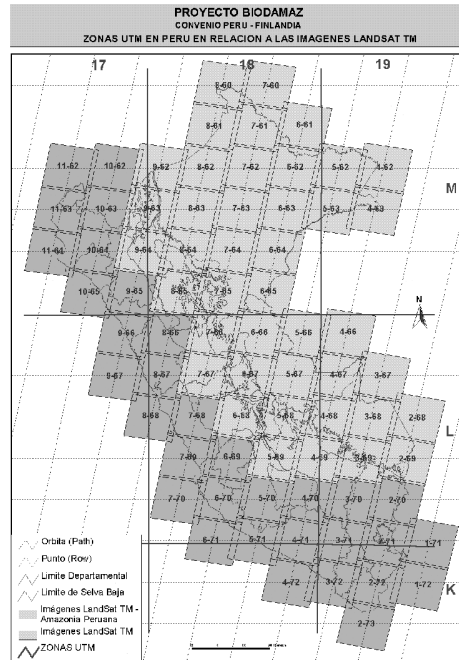 PROYECTO BIODAMAZ
CONVENIO PERU - FINLANDIA
ZONAS UTM EN PERU EN RELACION A LAS IMAGENES LANDSAT TM
17 18 19
8-60 7-60
8-61 7-61 6-61
11-62 10-62 9-62 8-62 7-62 6-62 5-62 4-62
M
11-63 10-63 9-63 8-63 7-63 6-63 5-63 4-63
11-64 10-64 9-64 8-64 7-64 6-64
10-65 9-65 8-65 7-65 6-65
N
9-66 8-66 7-66 6-66 5-66 4-66
9-67 8-67 7-67 6-67 5-67 4-67 3-67
8-68 7-68 6-68 5-68 4-68 3-68 2-68
L
7-69 6-69 5-69 4-69 3-69 2-69
7-70 6-70 5-70 4-70 3-70 2-70
6-71 5-71 4-71 3-71 2-71 1-71
4-72 3-72 2-72 1-72
K
2-73
Orbita (Path)
Punto (Row)
Limite Departamental
Limite de Selva Baja
Imágenes LandSat TM -
Amazonia Peruana
Imágenes LandSat TM
ZONAS UTM